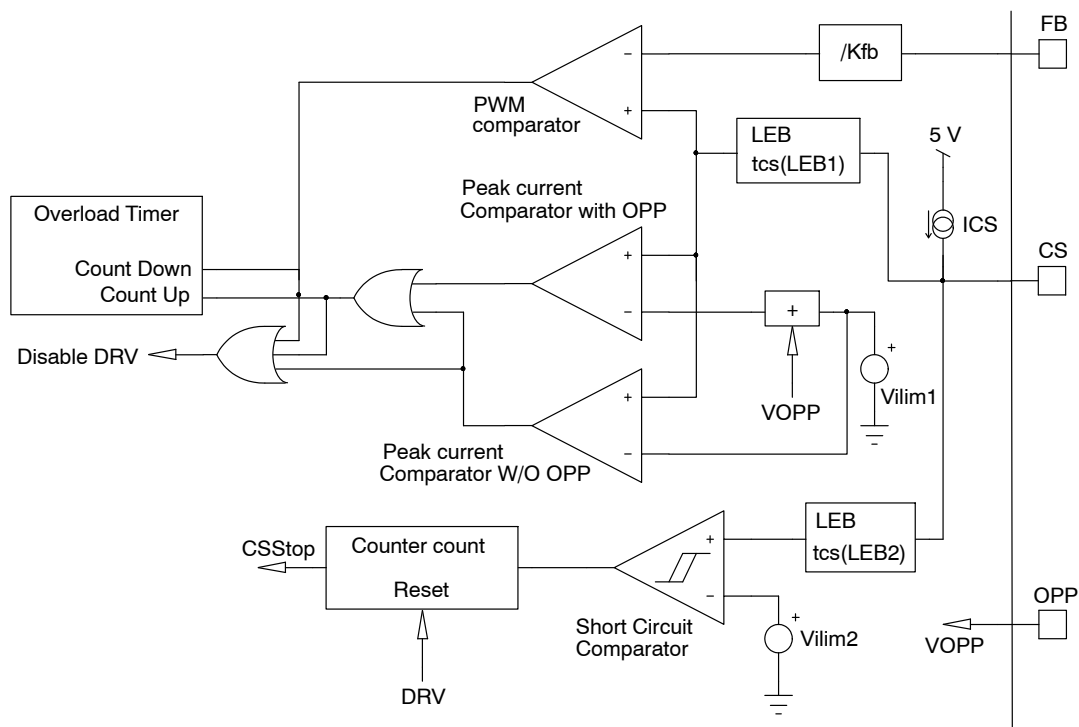 FB
/Kfb
−
+
PWM
comparator
LEB
tcs(LEB1)
5 V
ICS
CS
Peak current
Comparator with OPP
+
−
Overload Timer
Count Down
Count Up
Disable DRV
+
VOPP
+
Vilim1
Peak current
Comparator W/O OPP
+
−
LEB
tcs(LEB2)
CSStop
Counter count
Reset
DRV
+
−
Short Circuit
Comparator
+
Vilim2
OPP
VOPP